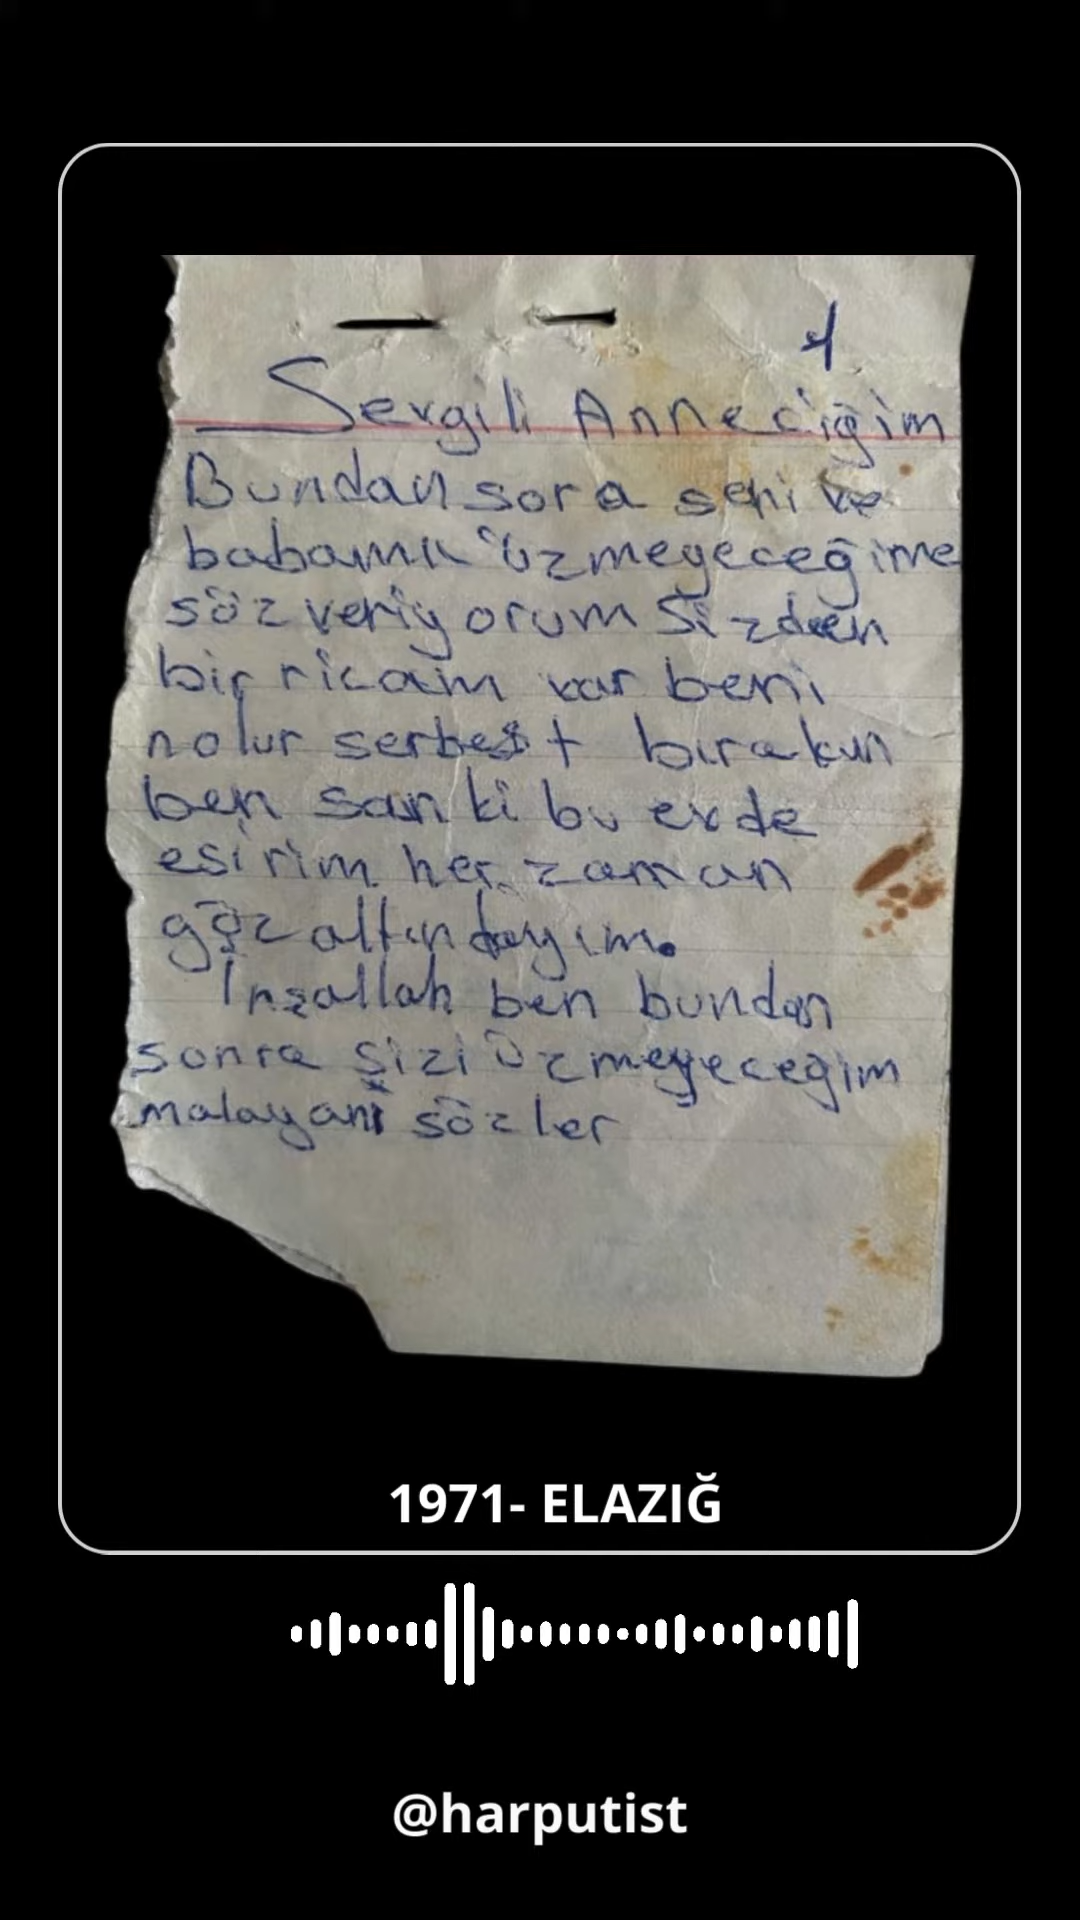 Sevgili Anneciğim
Bundan sora seni ve
babamı üzmeyeceğime
söz veriyorum Sizden
bir ricam var beni
nolur serbest bırakın
ben sanki bu evde
esirim her zaman
göz altındayım.
İnşallah ben bundan
sonra sizi üzmeyeceğim
malayani sözler
1971- ELAZIĞ
@harputist